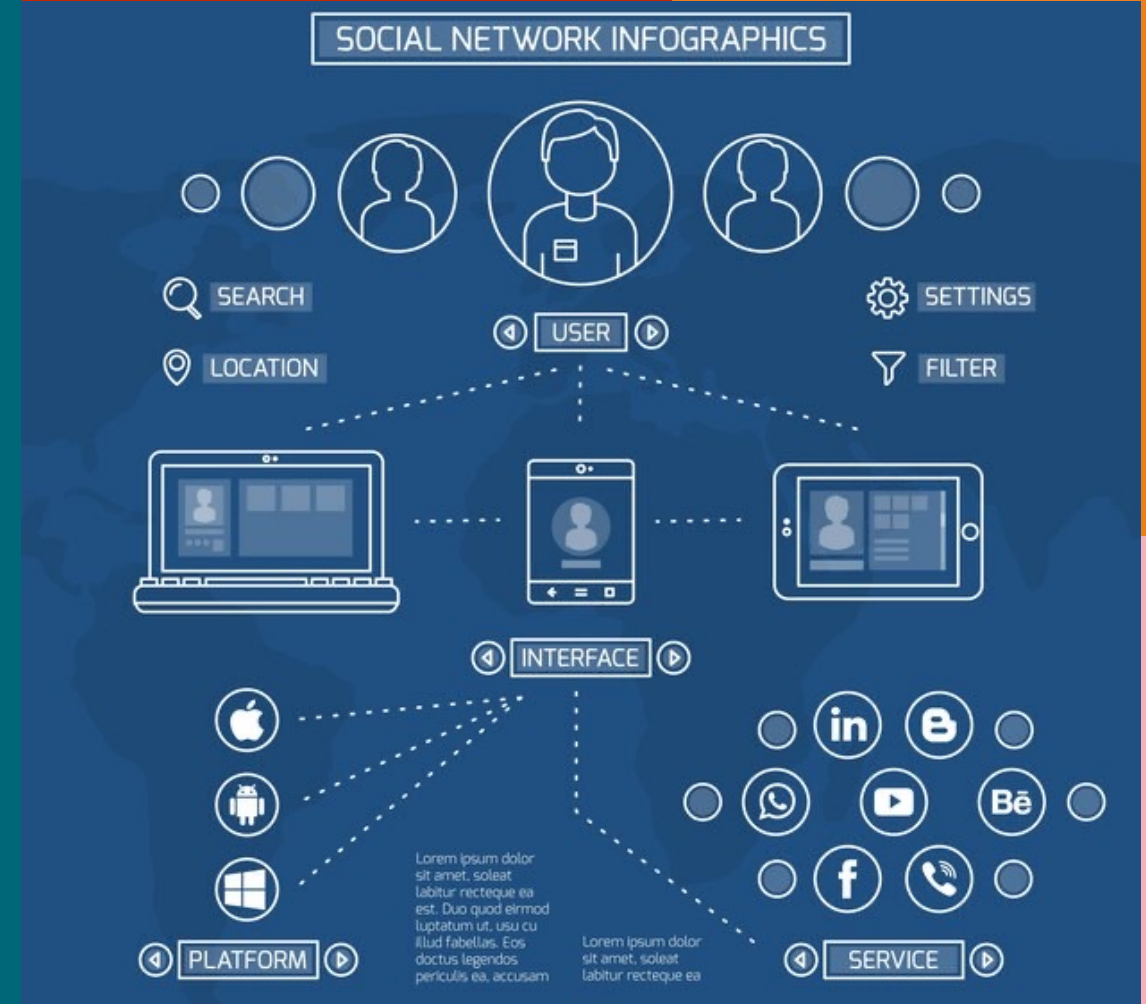 SOCIAL NETWORK INFOGRAPHICS
SEARCH
SETTINGS
USER
LOCATION
FILTER
INTERFACE
in
B
Bē
f
Lorem ipsum dolor
sit amet, soleat
labitur recteque ea
est. Duo quod eirmod
luptatum ut, usu cu
illud fabellas. Eos
doctus legendos
periculis ea, accusam
Lorem ipsum dolor
sit amet, soleat
labitur recteque ea
PLATFORM
SERVICE